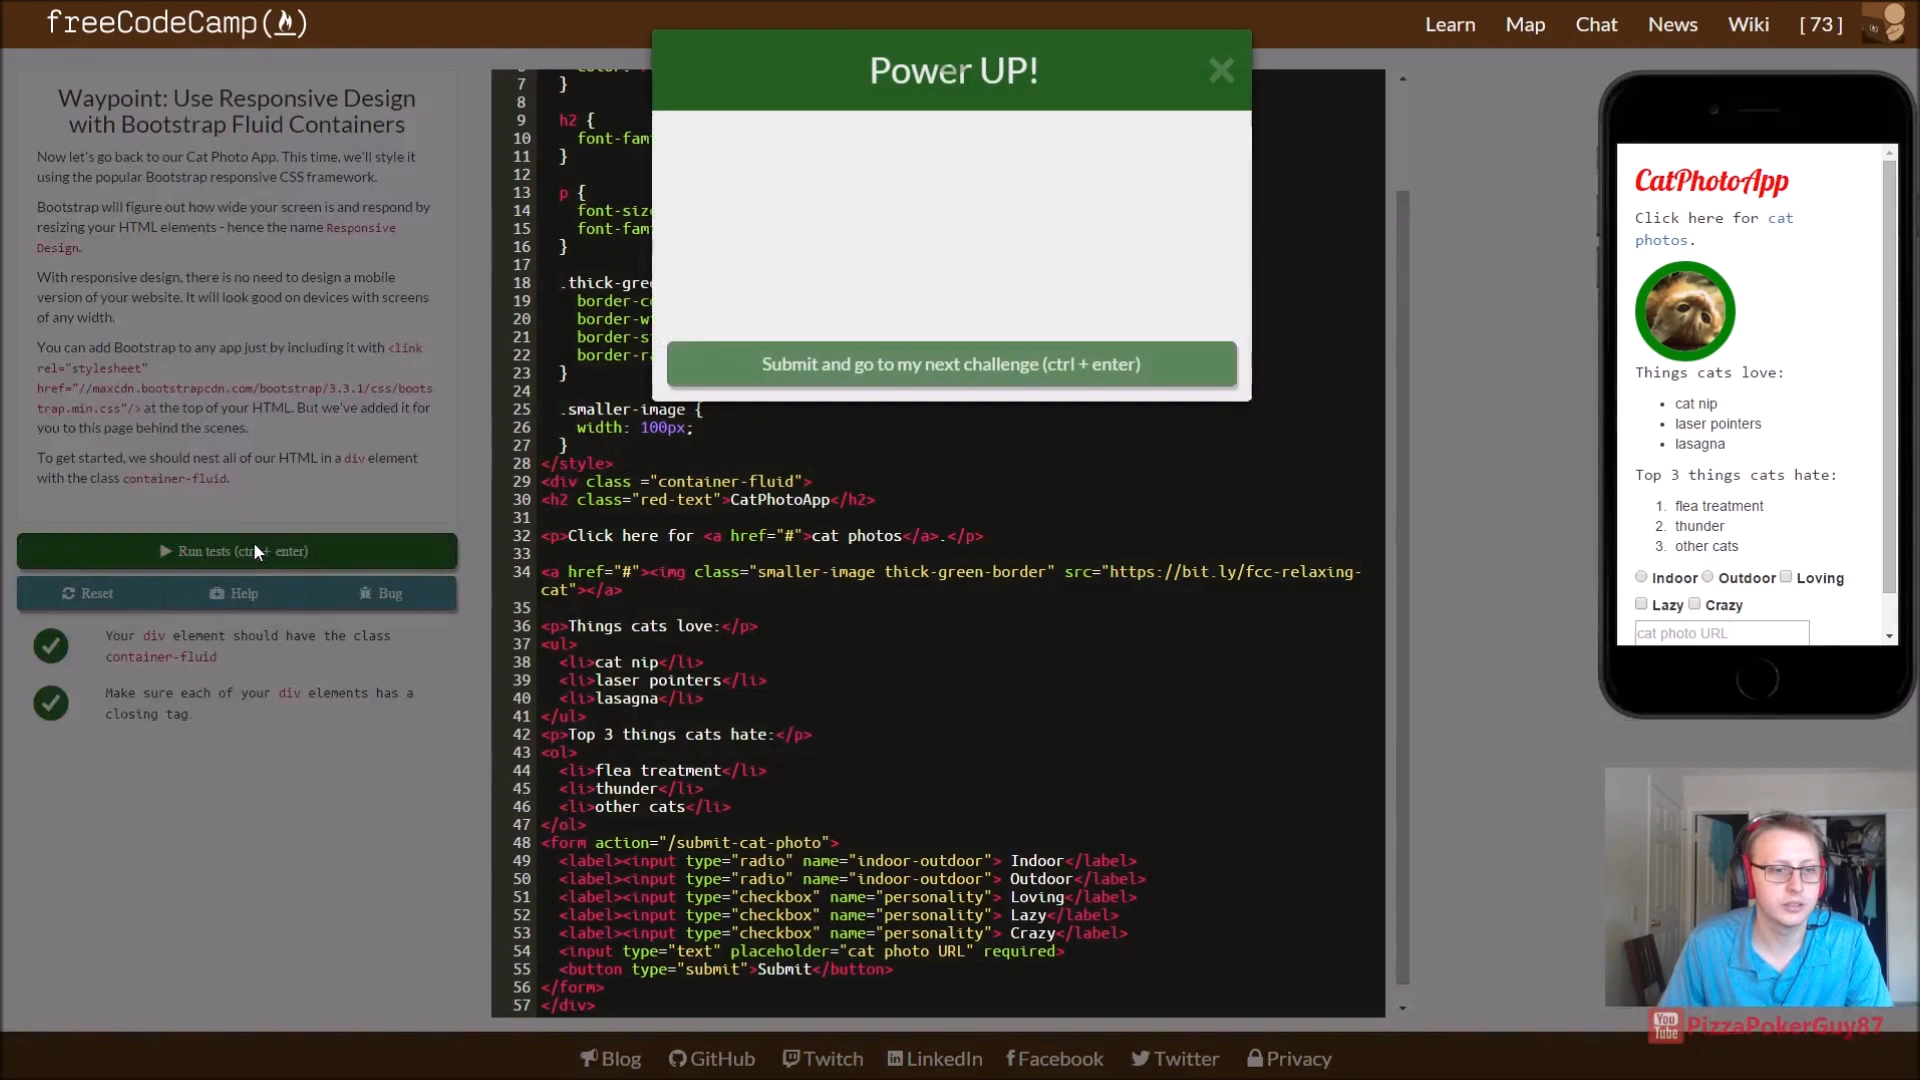 freeCodeCamp
Learn
Map
Chat
News
Wiki
[ 73 ]
Power UP!
×
Submit and go to my next challenge (ctrl + enter)
Waypoint: Use Responsive Design
with Bootstrap Fluid Containers
Now let's go back to our Cat Photo App. This time, we'll style it
using the popular Bootstrap responsive CSS framework.
Bootstrap will figure out how wide your screen is and respond by
resizing your HTML elements - hence the name Responsive
Design.
With responsive design, there is no need to design a mobile
version of your website. It will look good on devices with screens
of any width.
You can add Bootstrap to any app just by including it with <link
rel="stylesheet"
href="//maxcdn.bootstrapcdn.com/bootstrap/3.3.1/css/boots
trap.min.css"/> at the top of your HTML. But we've added it for
you to this page behind the scenes.
To get started, we should nest all of our HTML in a div element
with the class container-fluid.
Run tests (ctrl + enter)
Reset
Help
Bug
Your div element should have the class
container-fluid
Make sure each of your div elements has a
closing tag.
7 }
8
9 h2 {
10 font-fam
11 }
12
13 p {
14 font-size
15 font-fam
16 }
17
18 .thick-gree
19 border-co
20 border-w
21 border-s
22 border-ra
23 }
24
25 .smaller-image {
26 width: 100px;
27 }
28 </style>
29 <div class ="container-fluid">
30 <h2 class="red-text">CatPhotoApp</h2>
31
32 <p>Click here for <a href="#">cat photos</a>.</p>
33
34 <a href="#"><img class="smaller-image thick-green-border" src="https://bit.ly/fcc-relaxing-
cat"></a>
35
36 <p>Things cats love:</p>
37 <ul>
38 <li>cat nip</li>
39 <li>laser pointers</li>
40 <li>lasagna</li>
41 </ul>
42 <p>Top 3 things cats hate:</p>
43 <ol>
44 <li>flea treatment</li>
45 <li>thunder</li>
46 <li>other cats</li>
47 </ol>
48 <form action="/submit-cat-photo">
49 <label><input type="radio" name="indoor-outdoor"> Indoor</label>
50 <label><input type="radio" name="indoor-outdoor"> Outdoor</label>
51 <label><input type="checkbox" name="personality"> Loving</label>
52 <label><input type="checkbox" name="personality"> Lazy</label>
53 <label><input type="checkbox" name="personality"> Crazy</label>
54 <input type="text" placeholder="cat photo URL" required>
55 <button type="submit">Submit</button>
56 </form>
57 </div>
CatPhotoApp
Click here for cat
photos.
Things cats love:
• cat nip
• laser pointers
• lasagna
Top 3 things cats hate:
1. flea treatment
2. thunder
3. other cats
Indoor Outdoor Loving
Lazy Crazy
cat photo URL
You Tube PizzaPokerGuy87
Blog
GitHub
Twitch
LinkedIn
Facebook
Twitter
Privacy